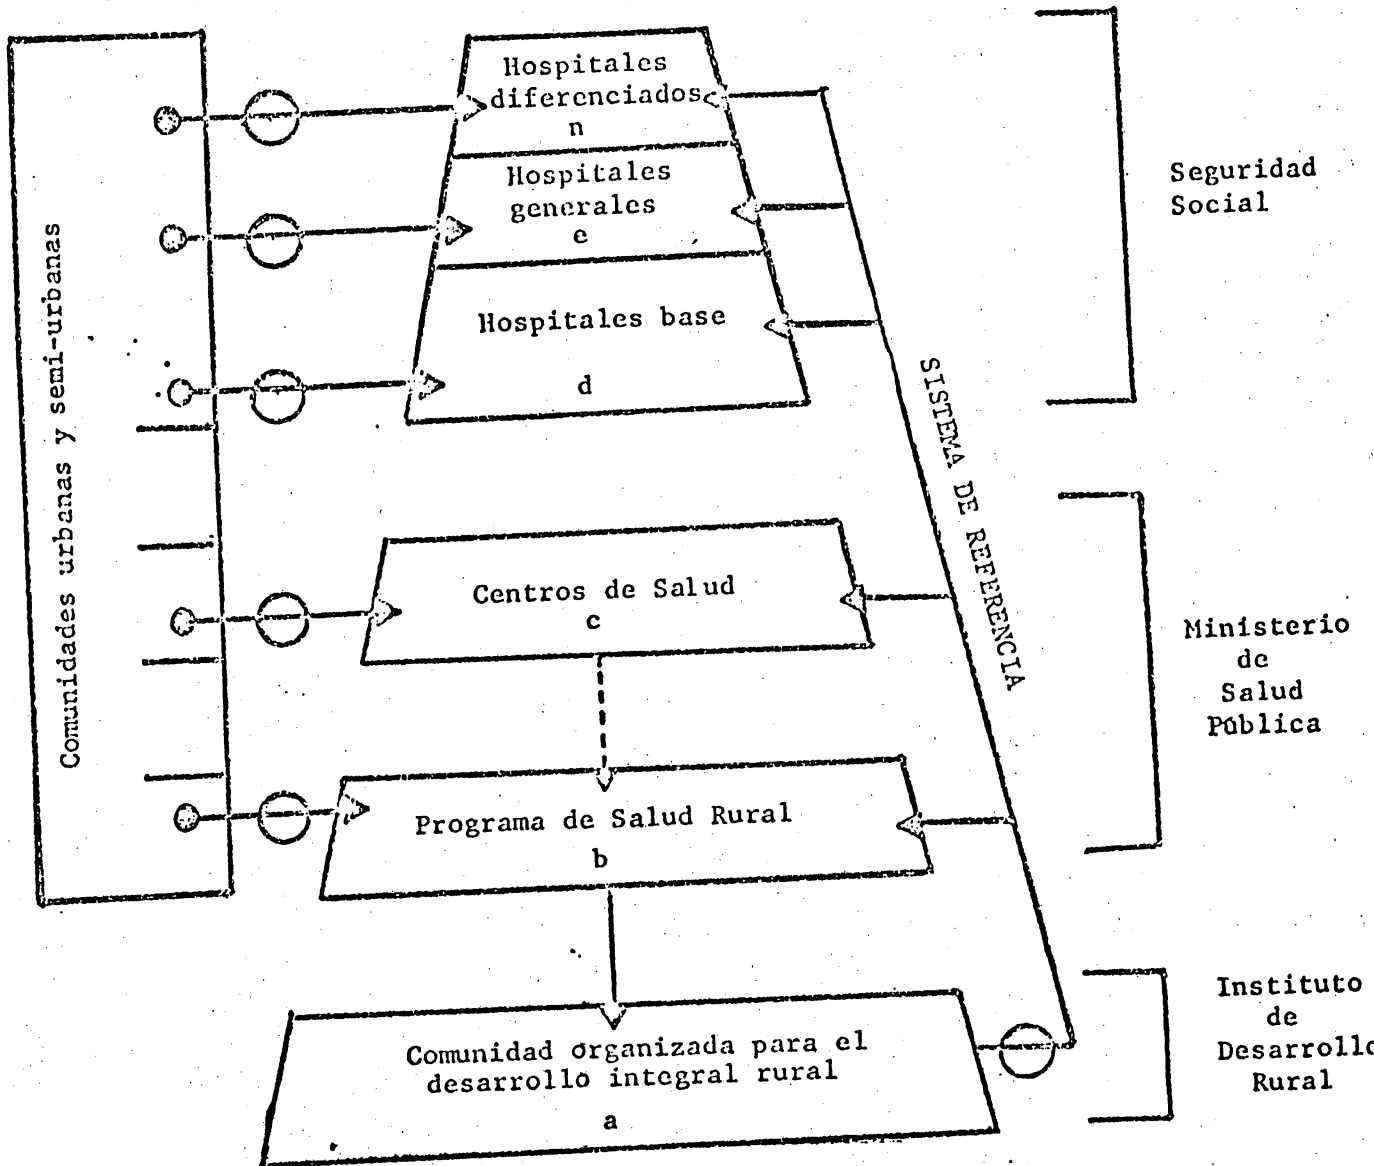 Comunidades urbanas y semi-urbanas
Hospitales
diferenciados
n
Hospitales
generales
e
Hospitales base
d
Centros de Salud
c
Programa de Salud Rural
b
Comunidad organizada para el
desarrollo integral rural
a
SISTEMA DE REFERENCIA
Seguridad
Social
Ministerio
de
Salud
Pública
Instituto
de
Desarrollo
Rural